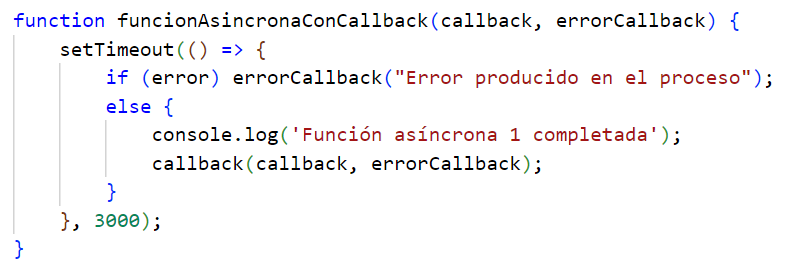 function funcionAsincronaConCallback(callback, errorCallback) {
    setTimeout(() => {
        if (error) errorCallback("Error producido en el proceso");
        else {
            console.log('Función asíncrona 1 completada');
            callback(callback, errorCallback);
        }
    }, 3000);
}